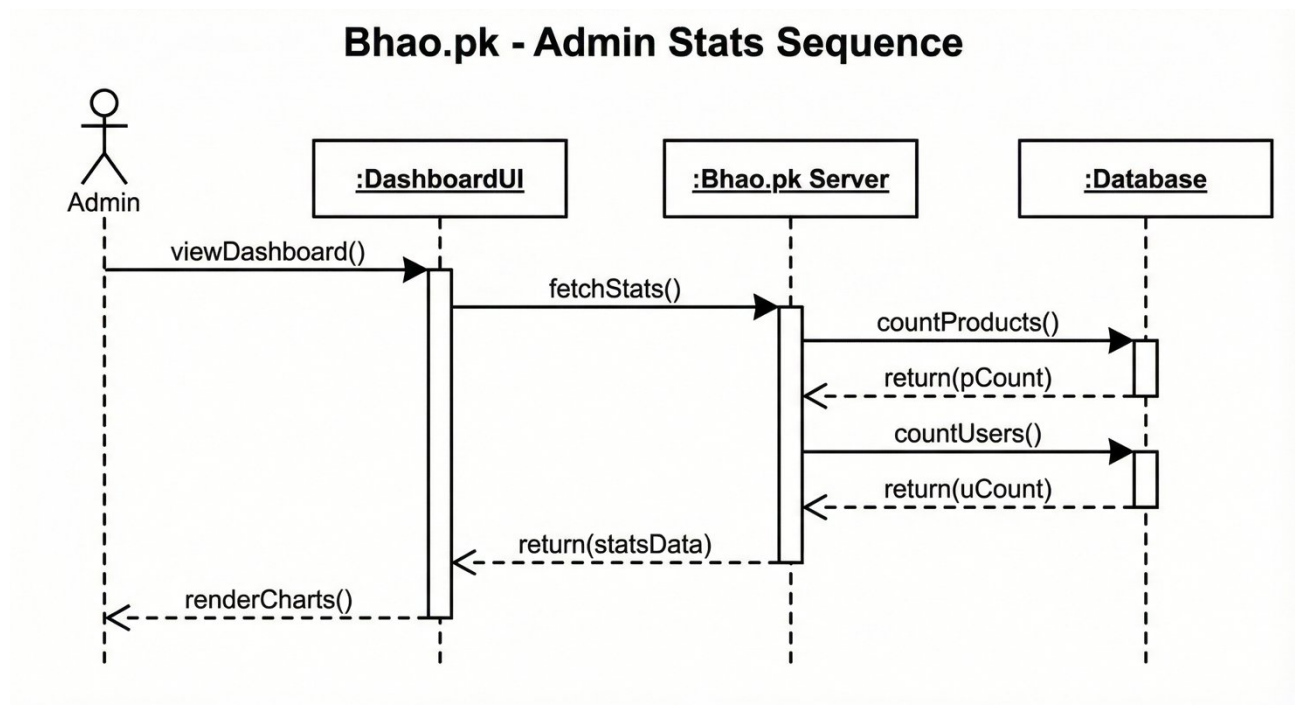 Bhao.pk - Admin Stats Sequence
Admin
:DashboardUI
:Bhao.pk Server
:Database
viewDashboard()
fetchStats()
countProducts()
return(pCount)
countUsers()
return(uCount)
return(statsData)
renderCharts()